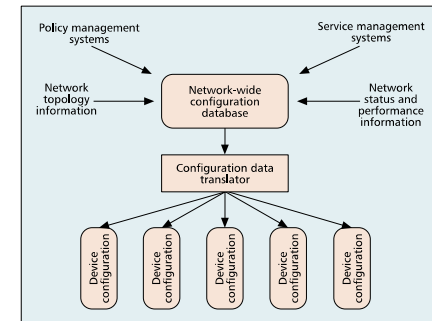 Policy management
systems
Service management
systems
Network
topology
information
Network-wide
configuration
database
Network
status and
performance
information
Configuration data
translator
Device
configuration
Device
configuration
Device
configuration
Device
configuration
Device
configuration